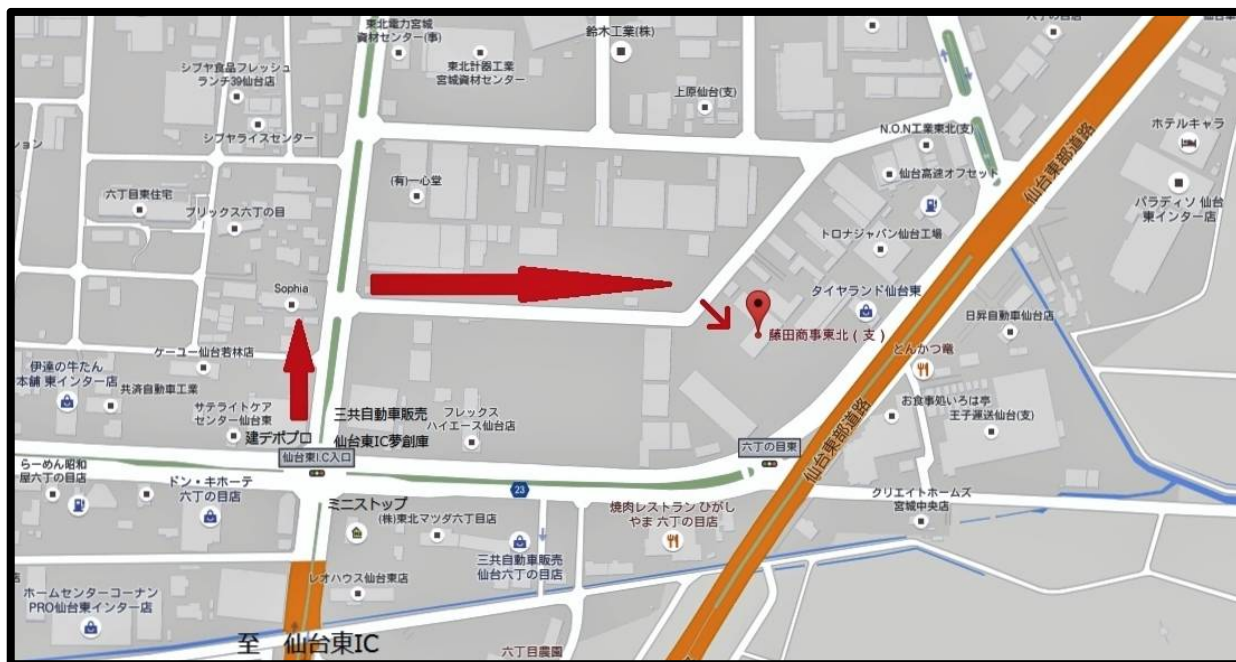 東北電力宮城
資材センター(事)
鈴木工業(株)
六丁の目店
シブヤ食品フレッシュ
ランチ39仙台店
東北計器工業
宮城資材センター
上原仙台(支)
シブヤライスセンター
N.O.N工業東北(支)
ホテルキャラ
ション
仙台東部道路
(有)一心堂
仙台高速オフセット
六丁目東住宅
ブリックス六丁の目
パラディソ 仙台
東インター店
トロナジャパン仙台工場
Sophia
タイヤランド仙台東
日昇自動車仙台店
藤田商事東北(支)
ケーユー仙台若林店
とんかつ竈
伊達の牛たん
本舗 東インター店
共済自動車工業
サテライトケア
センター仙台東
三共自動車販売
フレックス
ハイエース仙台店
お食事処いろは亭
王子運送仙台(支)
建デポプロ
仙台東IC夢創庫
仙台東I.C入口
六丁の目東
仙台東部道路
らーめん昭和
屋六丁の目店
ドン・キホーテ
六丁の目店
23
クリエイトホームズ
宮城中央店
ミニストップ
(株)東北マツダ六丁目店
焼肉レストラン ひがし
やま 六丁の目店
三共自動車販売
仙台六丁の目店
レオハウス仙台東店
ホームセンターコーナン
PRO仙台東インター店
至 仙台東IC
六丁目農園